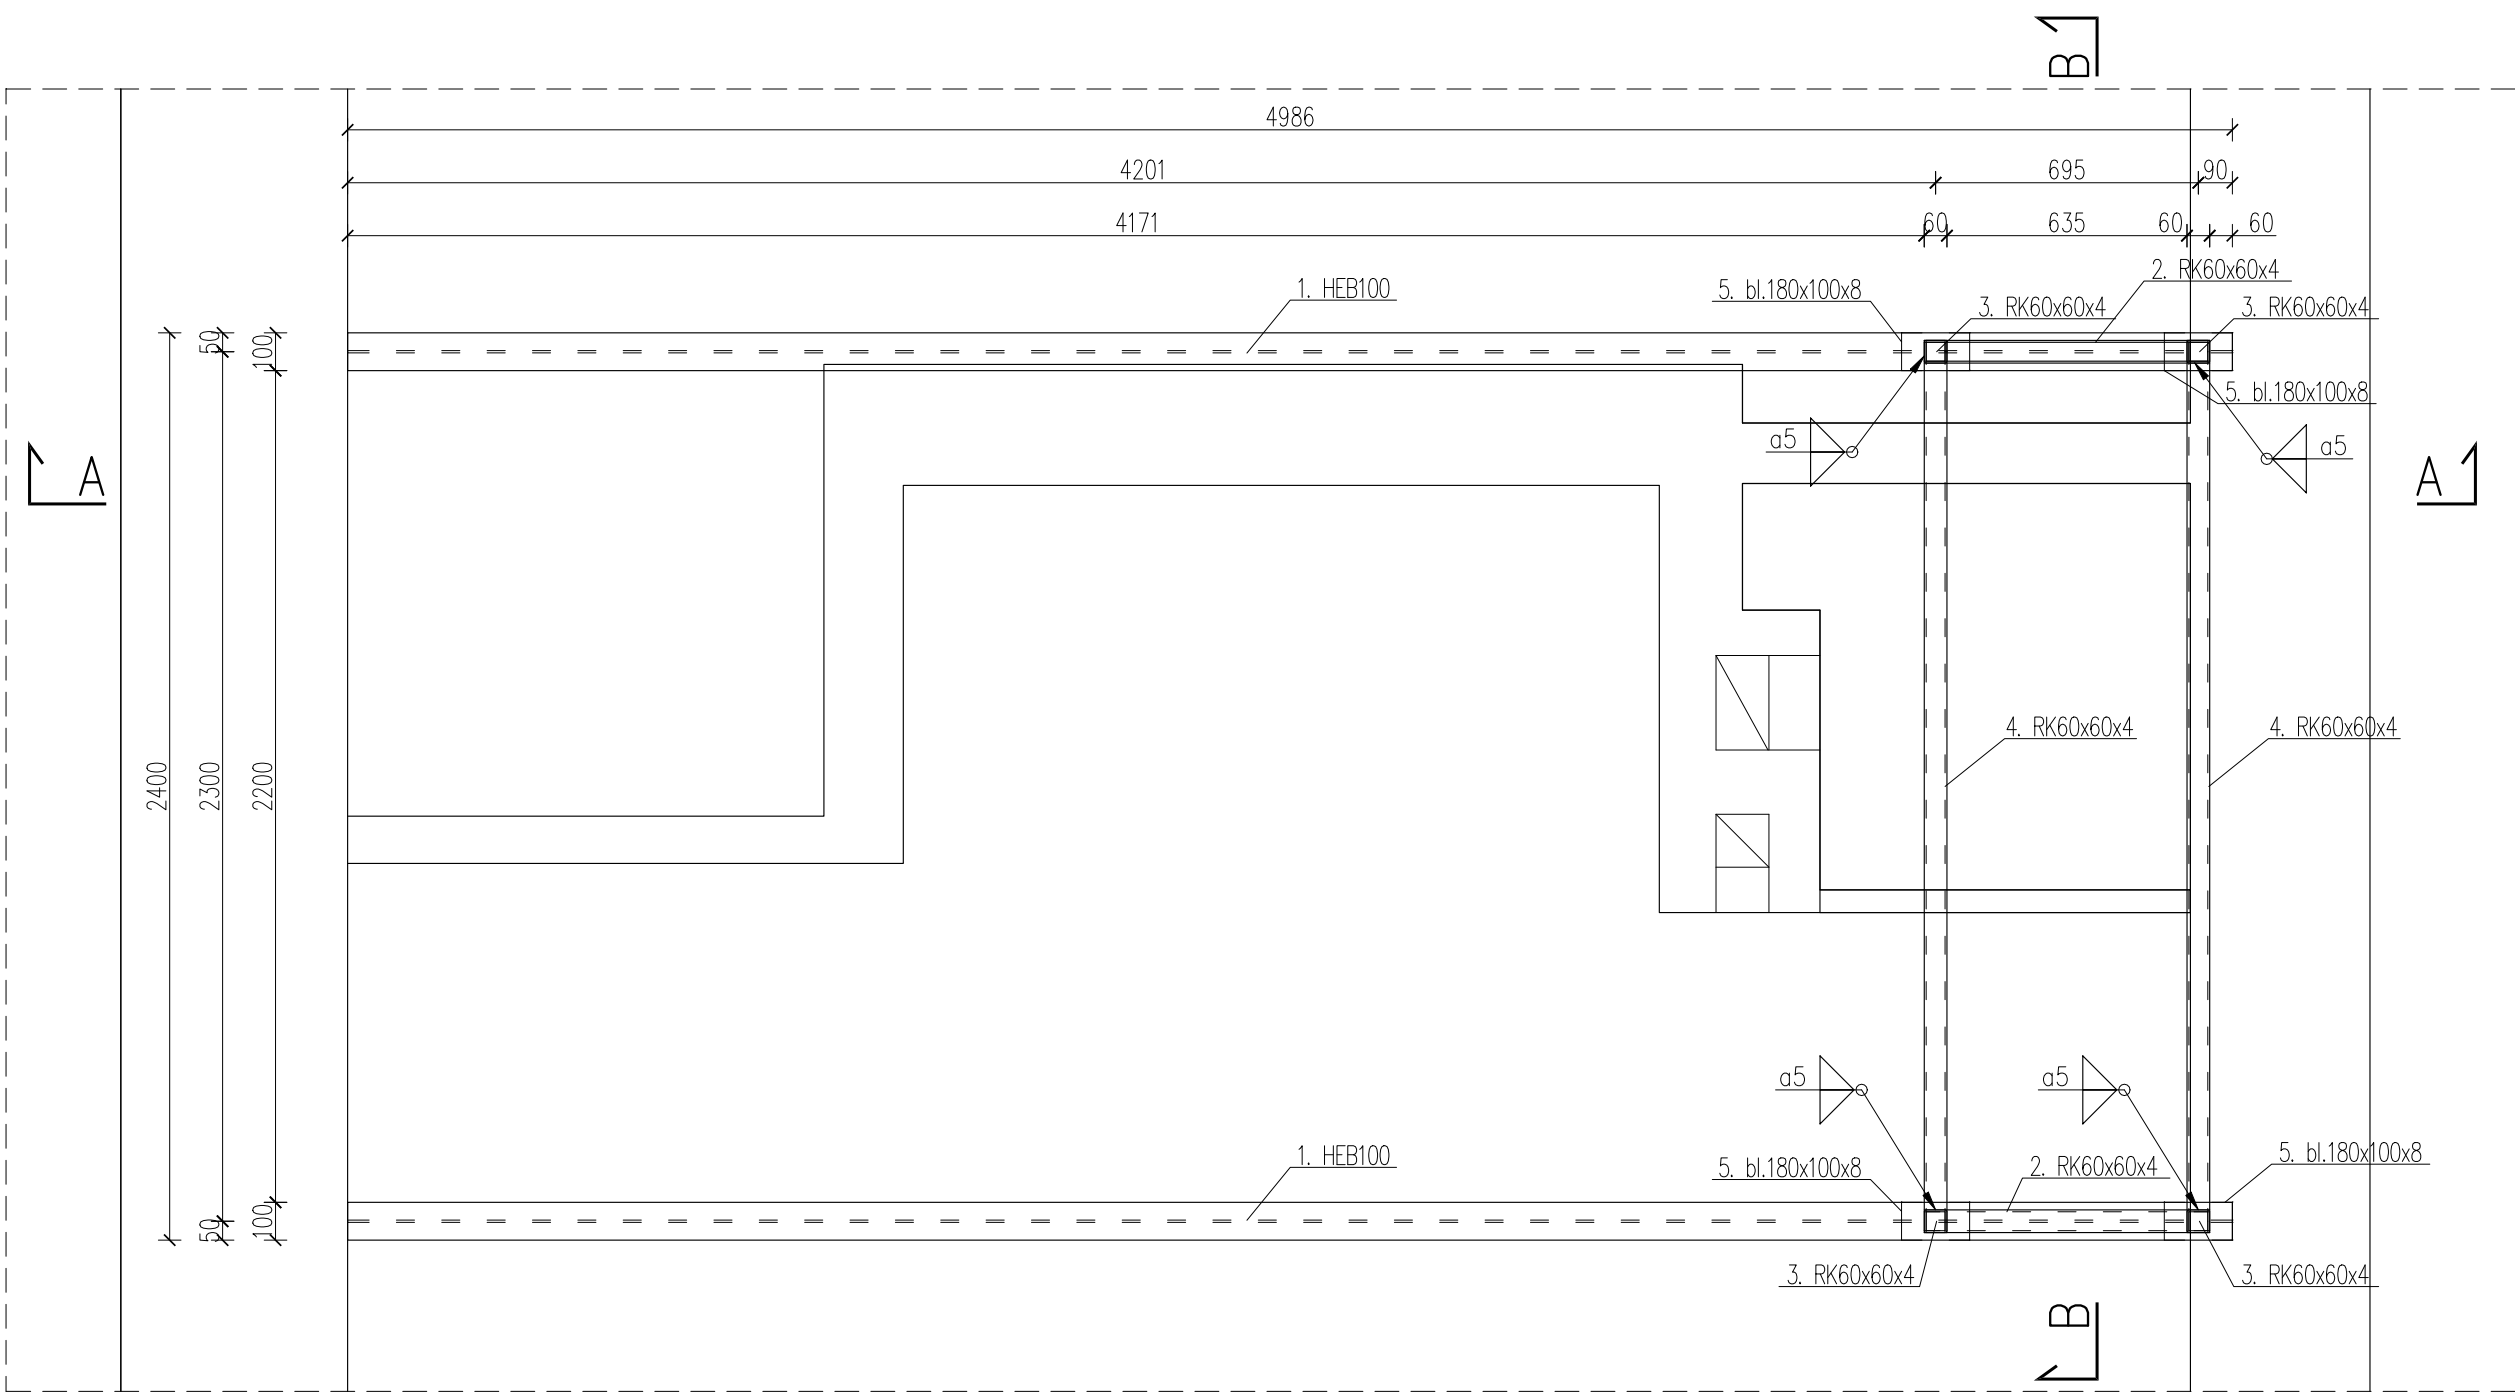 B
4986
4201 695 90
4171 60 635 60 60
2. RK60x60x4
1. HEB100
5. bl.180x100x8
3. RK60x60x4
3. RK60x60x4
50
100
5. bl.180x100x8
a5
a5
A
A
4. RK60x60x4
4. RK60x60x4
2400
2300
2200
a5
a5
1. HEB100
5. bl.180x100x8
2. RK60x60x4
5. bl.180x100x8
50
100
3. RK60x60x4
3. RK60x60x4
B